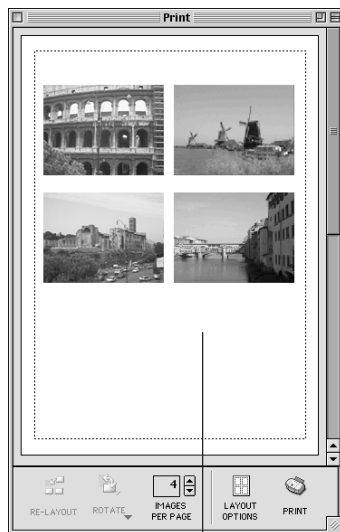 Print
4
RE-LAYOUT
ROTATE
IMAGES
PER PAGE
LAYOUT
OPTIONS
PRINT